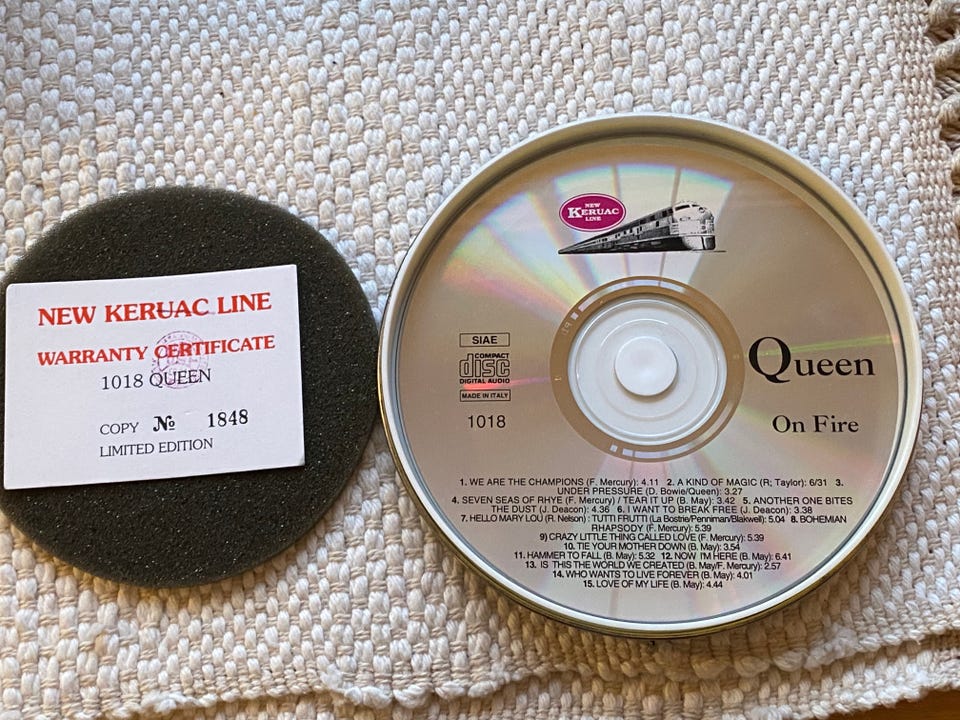 NEW KERUAC LINE
WARRANTY CERTIFICATE
1018 QUEEN
COPY № 1848
LIMITED EDITION
NEW
KERUAC
LINE
SIAE
COMPACT
disc
DIGITAL AUDIO
MADE IN ITALY
1018
Queen
On Fire
1. WE ARE THE CHAMPIONS (F. Mercury): 4.11 2. A KIND OF MAGIC (R; Taylor): 6/31 3.
UNDER PRESSURE (D. Bowie/Queen): 3.27
4. SEVEN SEAS OF RHYE (F. Mercury) / TEAR IT UP (B. May): 3.42 5. ANOTHER ONE BITES
THE DUST (J. Deacon): 4.36 6. I WANT TO BREAK FREE (J. Deacon): 3.38
7. HELLO MARY LOU (R. Nelson) : TUTTI FRUTTI (La Bostrie/Penniman/Blakwell): 5.04 8. BOHEMIAN
RHAPSODY (F. Mercury): 5.39
9) CRAZY LITTLE THING CALLED LOVE (F. Mercury): 5.39
10. TIE YOUR MOTHER DOWN (B. May): 3.54
11. HAMMER TO FALL (B. May): 5.32 12. NOW I'M HERE (B. May): 6.41
13. IS THIS THE WORLD WE CREATED (B. May/F. Mercury): 2.57
14. WHO WANTS TO LIVE FOREVER (B. May): 4.01
15. LOVE OF MY LIFE (B. May): 4.44